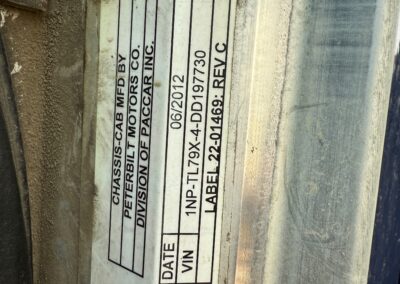 CHASSIS-CAB MFD BY
PETERBILT MOTORS CO.
DIVISION OF PACCAR INC.
DATE 06/2012
VIN 1NP-TL79X-4-DD197730
LABEL 22-01469: REV C